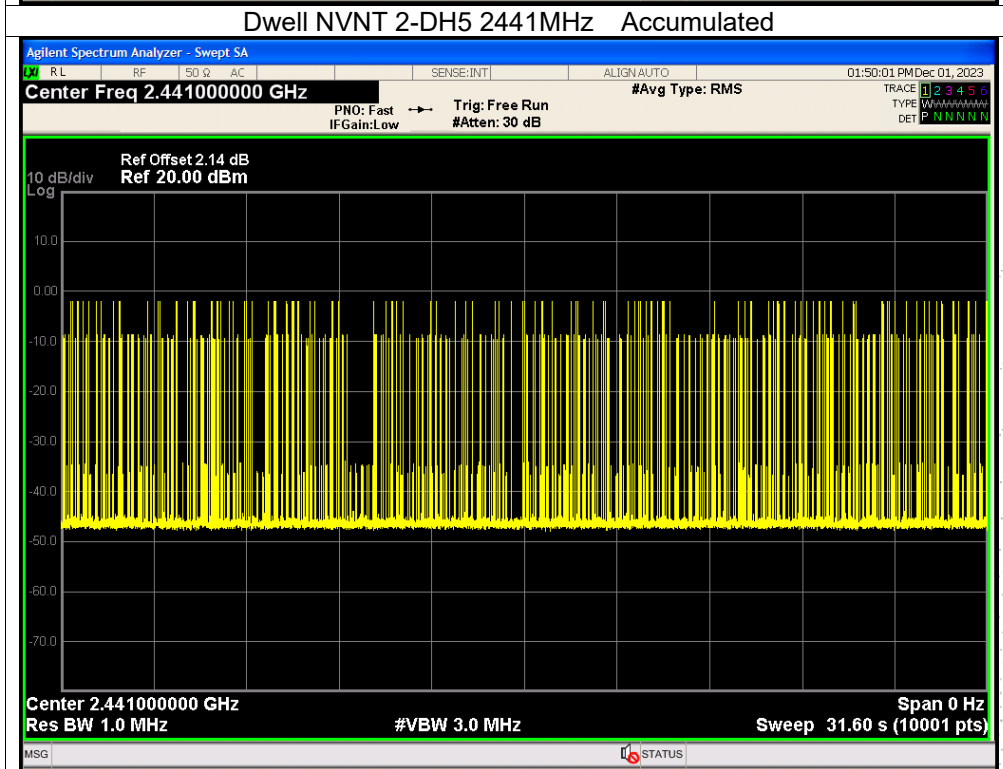 Dwell NVNT 2-DH5 2441MHz Accumulated
Agilent Spectrum Analyzer - Swept SA
LXI RL RF 50 Ω AC SENSE:INT ALIGN AUTO 01:50:01 PM Dec 01, 2023
Center Freq 2.441000000 GHz #Avg Type: RMS TRACE 1 2 3 4 5 6
PNO: Fast Trig: Free Run TYPE W
IFGain:Low #Atten: 30 dB DET P N N N N N
Ref Offset 2.14 dB
10 dB/div Ref 20.00 dBm
Log
10.0
0.00
-10.0
-20.0
-30.0
-40.0
-50.0
-60.0
-70.0
Center 2.441000000 GHz Span 0 Hz
Res BW 1.0 MHz #VBW 3.0 MHz Sweep 31.60 s (10001 pts)
MSG STATUS